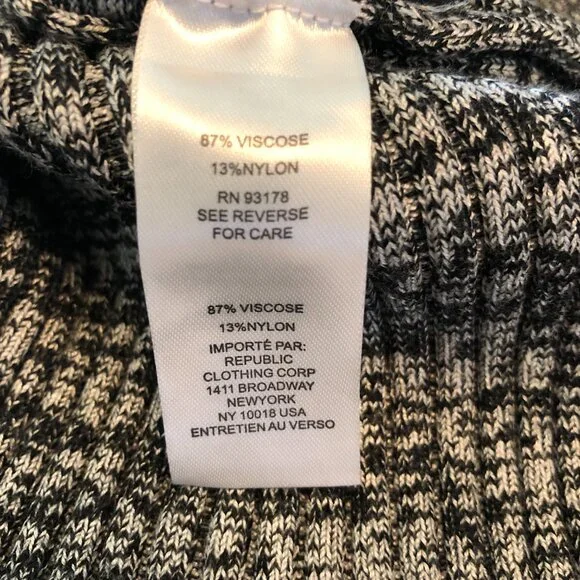 87% VISCOSE
13%NYLON
RN 93178
SEE REVERSE
FOR CARE
87% VISCOSE
13%NYLON
IMPORTÉ PAR:
REPUBLIC
CLOTHING CORP
1411 BROADWAY
NEWYORK
NY 10018 USA
ENTRETIEN AU VERSO